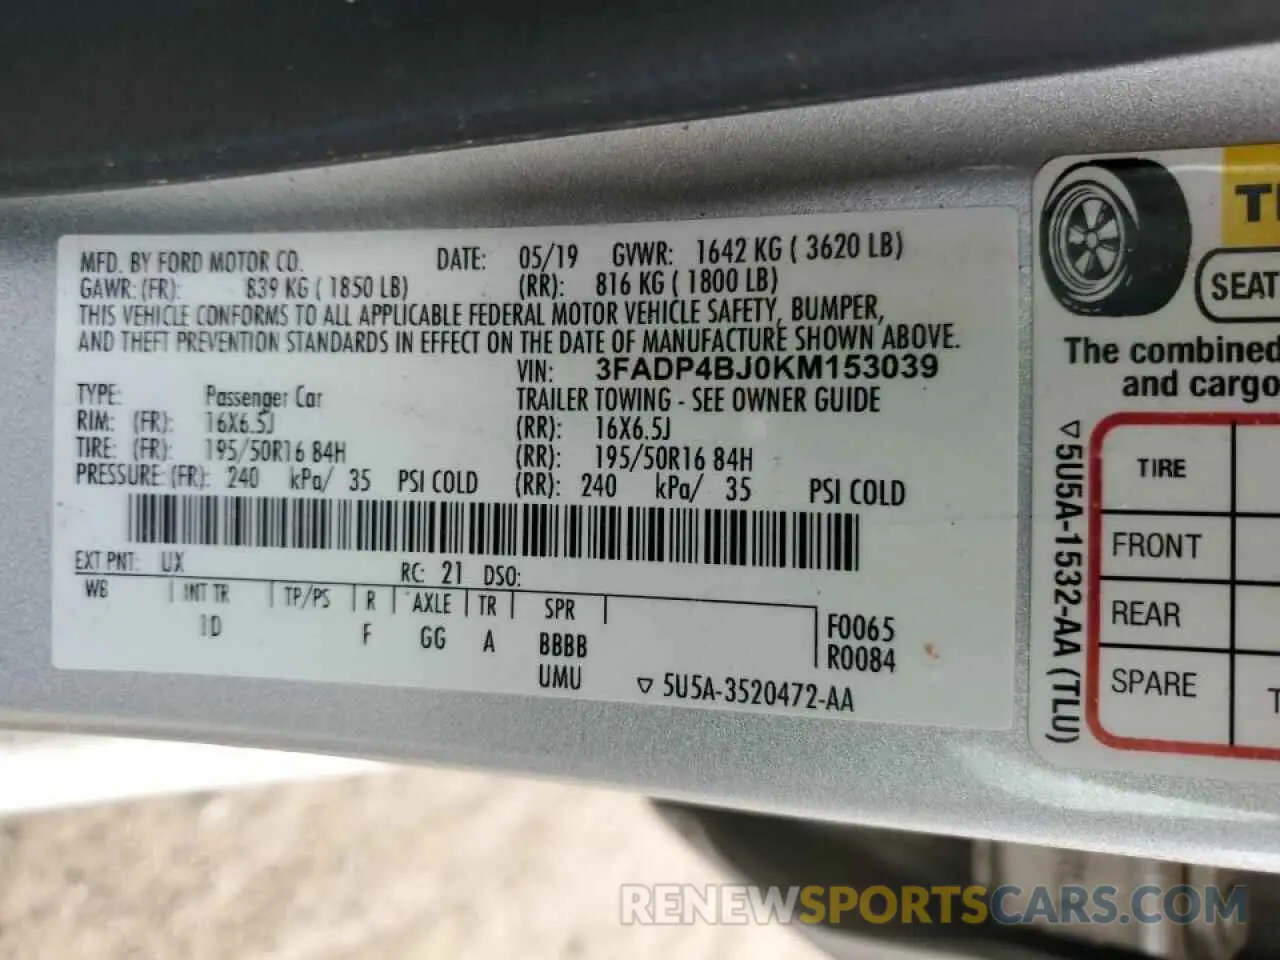 MFD. BY FORD MOTOR CO. DATE: 05/19 GVWR: 1642 KG ( 3620 LB)
GAWR: (FR): 839 KG ( 1850 LB) (RR): 816 KG ( 1800 LB)
THIS VEHICLE CONFORMS TO ALL APPLICABLE FEDERAL MOTOR VEHICLE SAFETY, BUMPER,
AND THEFT PREVENTION STANDARDS IN EFFECT ON THE DATE OF MANUFACTURE SHOWN ABOVE.
VIN: 3FADP4BJ0KM153039
TYPE: Passenger Car TRAILER TOWING - SEE OWNER GUIDE
RIM: (FR): 16X6.5J (RR): 16X6.5J
TIRE: (FR): 195/50R16 84H (RR): 195/50R16 84H
PRESSURE: (FR): 240 kPa/ 35 PSI COLD (RR): 240 kPa/ 35 PSI COLD
EXT PNT: UX RC: 21 DSO:
WB INT TR TP/PS R AXLE TR SPR
1D F GG A BBBB
UMU
F0065
R0084
▽ 5U5A-3520472-AA
SEAT
The combined
and cargo
▽5U5A-1532-AA (TLU)
TIRE
FRONT
REAR
SPARE
RENEWSPORTSCARS.COM